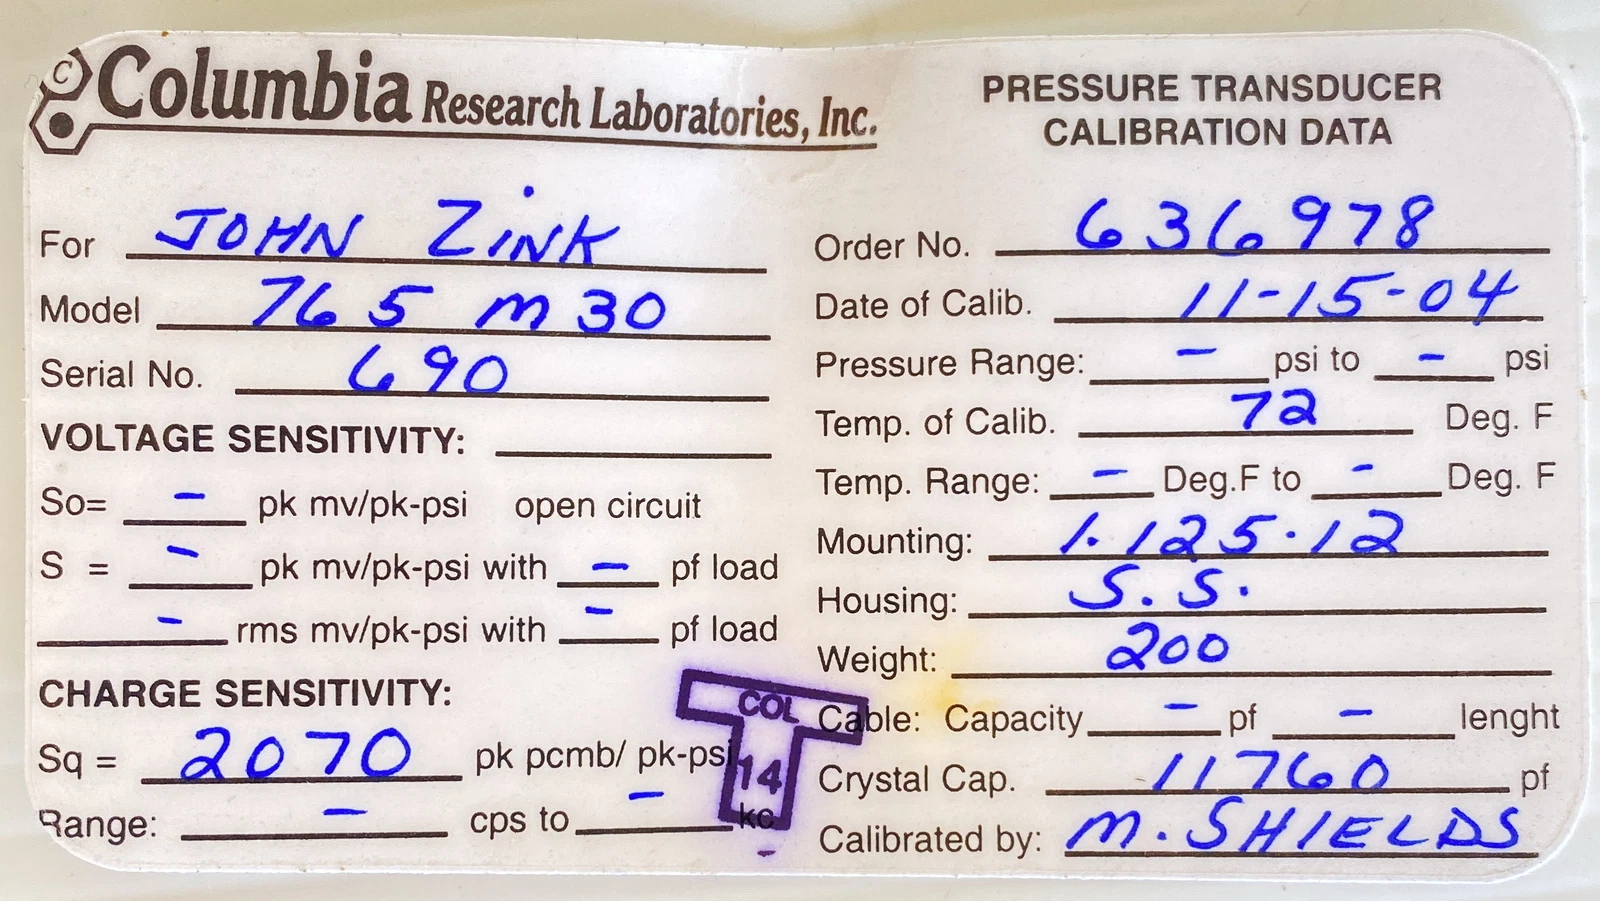 C Columbia Research Laboratories, Inc.
PRESSURE TRANSDUCER
CALIBRATION DATA
For JOHN ZiNK
Model 765 M30
Serial No. 690
VOLTAGE SENSITIVITY:
So= - pk mv/pk-psi open circuit
S = - pk mv/pk-psi with - pf load
- rms mv/pk-psi with - pf load
CHARGE SENSITIVITY:
Sq = 2070 pk pcmb/ pk-psi
Range: - cps to - kc
-
COL
T
14
Order No. 636978
Date of Calib. 11-15-04
Pressure Range: - psi to - psi
Temp. of Calib. 72 Deg. F
Temp. Range: - Deg.F to - Deg. F
Mounting: 1.125.12
Housing: S.S.
Weight: 200
Cable: Capacity - pf - lenght
Crystal Cap. 11760 pf
Calibrated by: M. SHIELDS